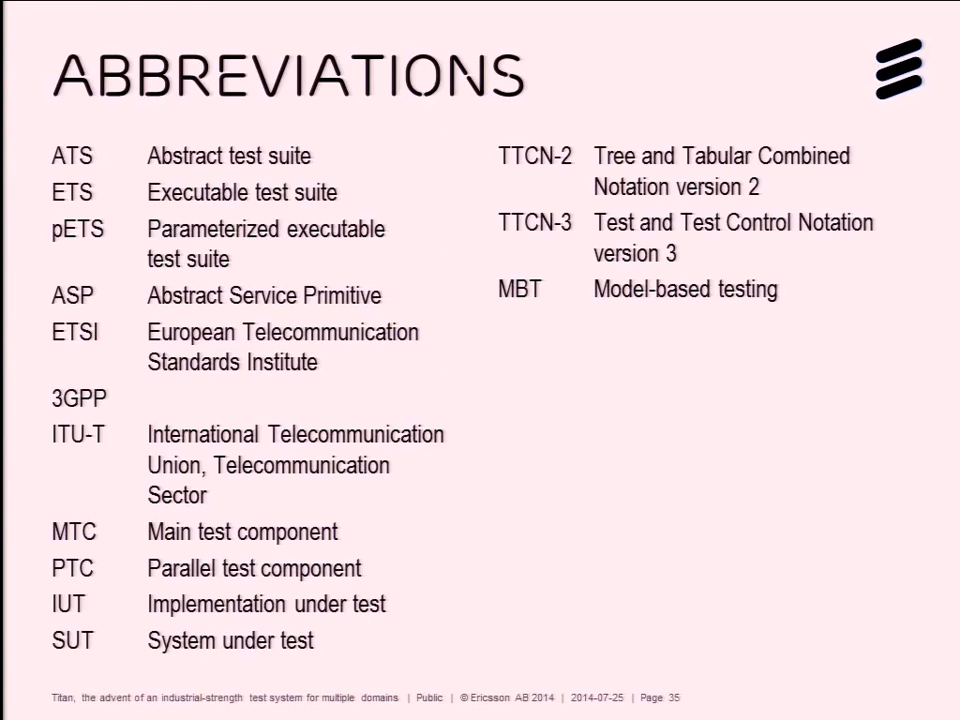 ABBREVIATIONS
ATS Abstract test suite
ETS Executable test suite
pETS Parameterized executable
test suite
ASP Abstract Service Primitive
ETSI European Telecommunication
Standards Institute
3GPP
ITU-T International Telecommunication
Union, Telecommunication
Sector
MTC Main test component
PTC Parallel test component
IUT Implementation under test
SUT System under test
TTCN-2 Tree and Tabular Combined
Notation version 2
TTCN-3 Test and Test Control Notation
version 3
MBT Model-based testing
Titan, the advent of an industrial-strength test system for multiple domains | Public | © Ericsson AB 2014 | 2014-07-25 | Page 35